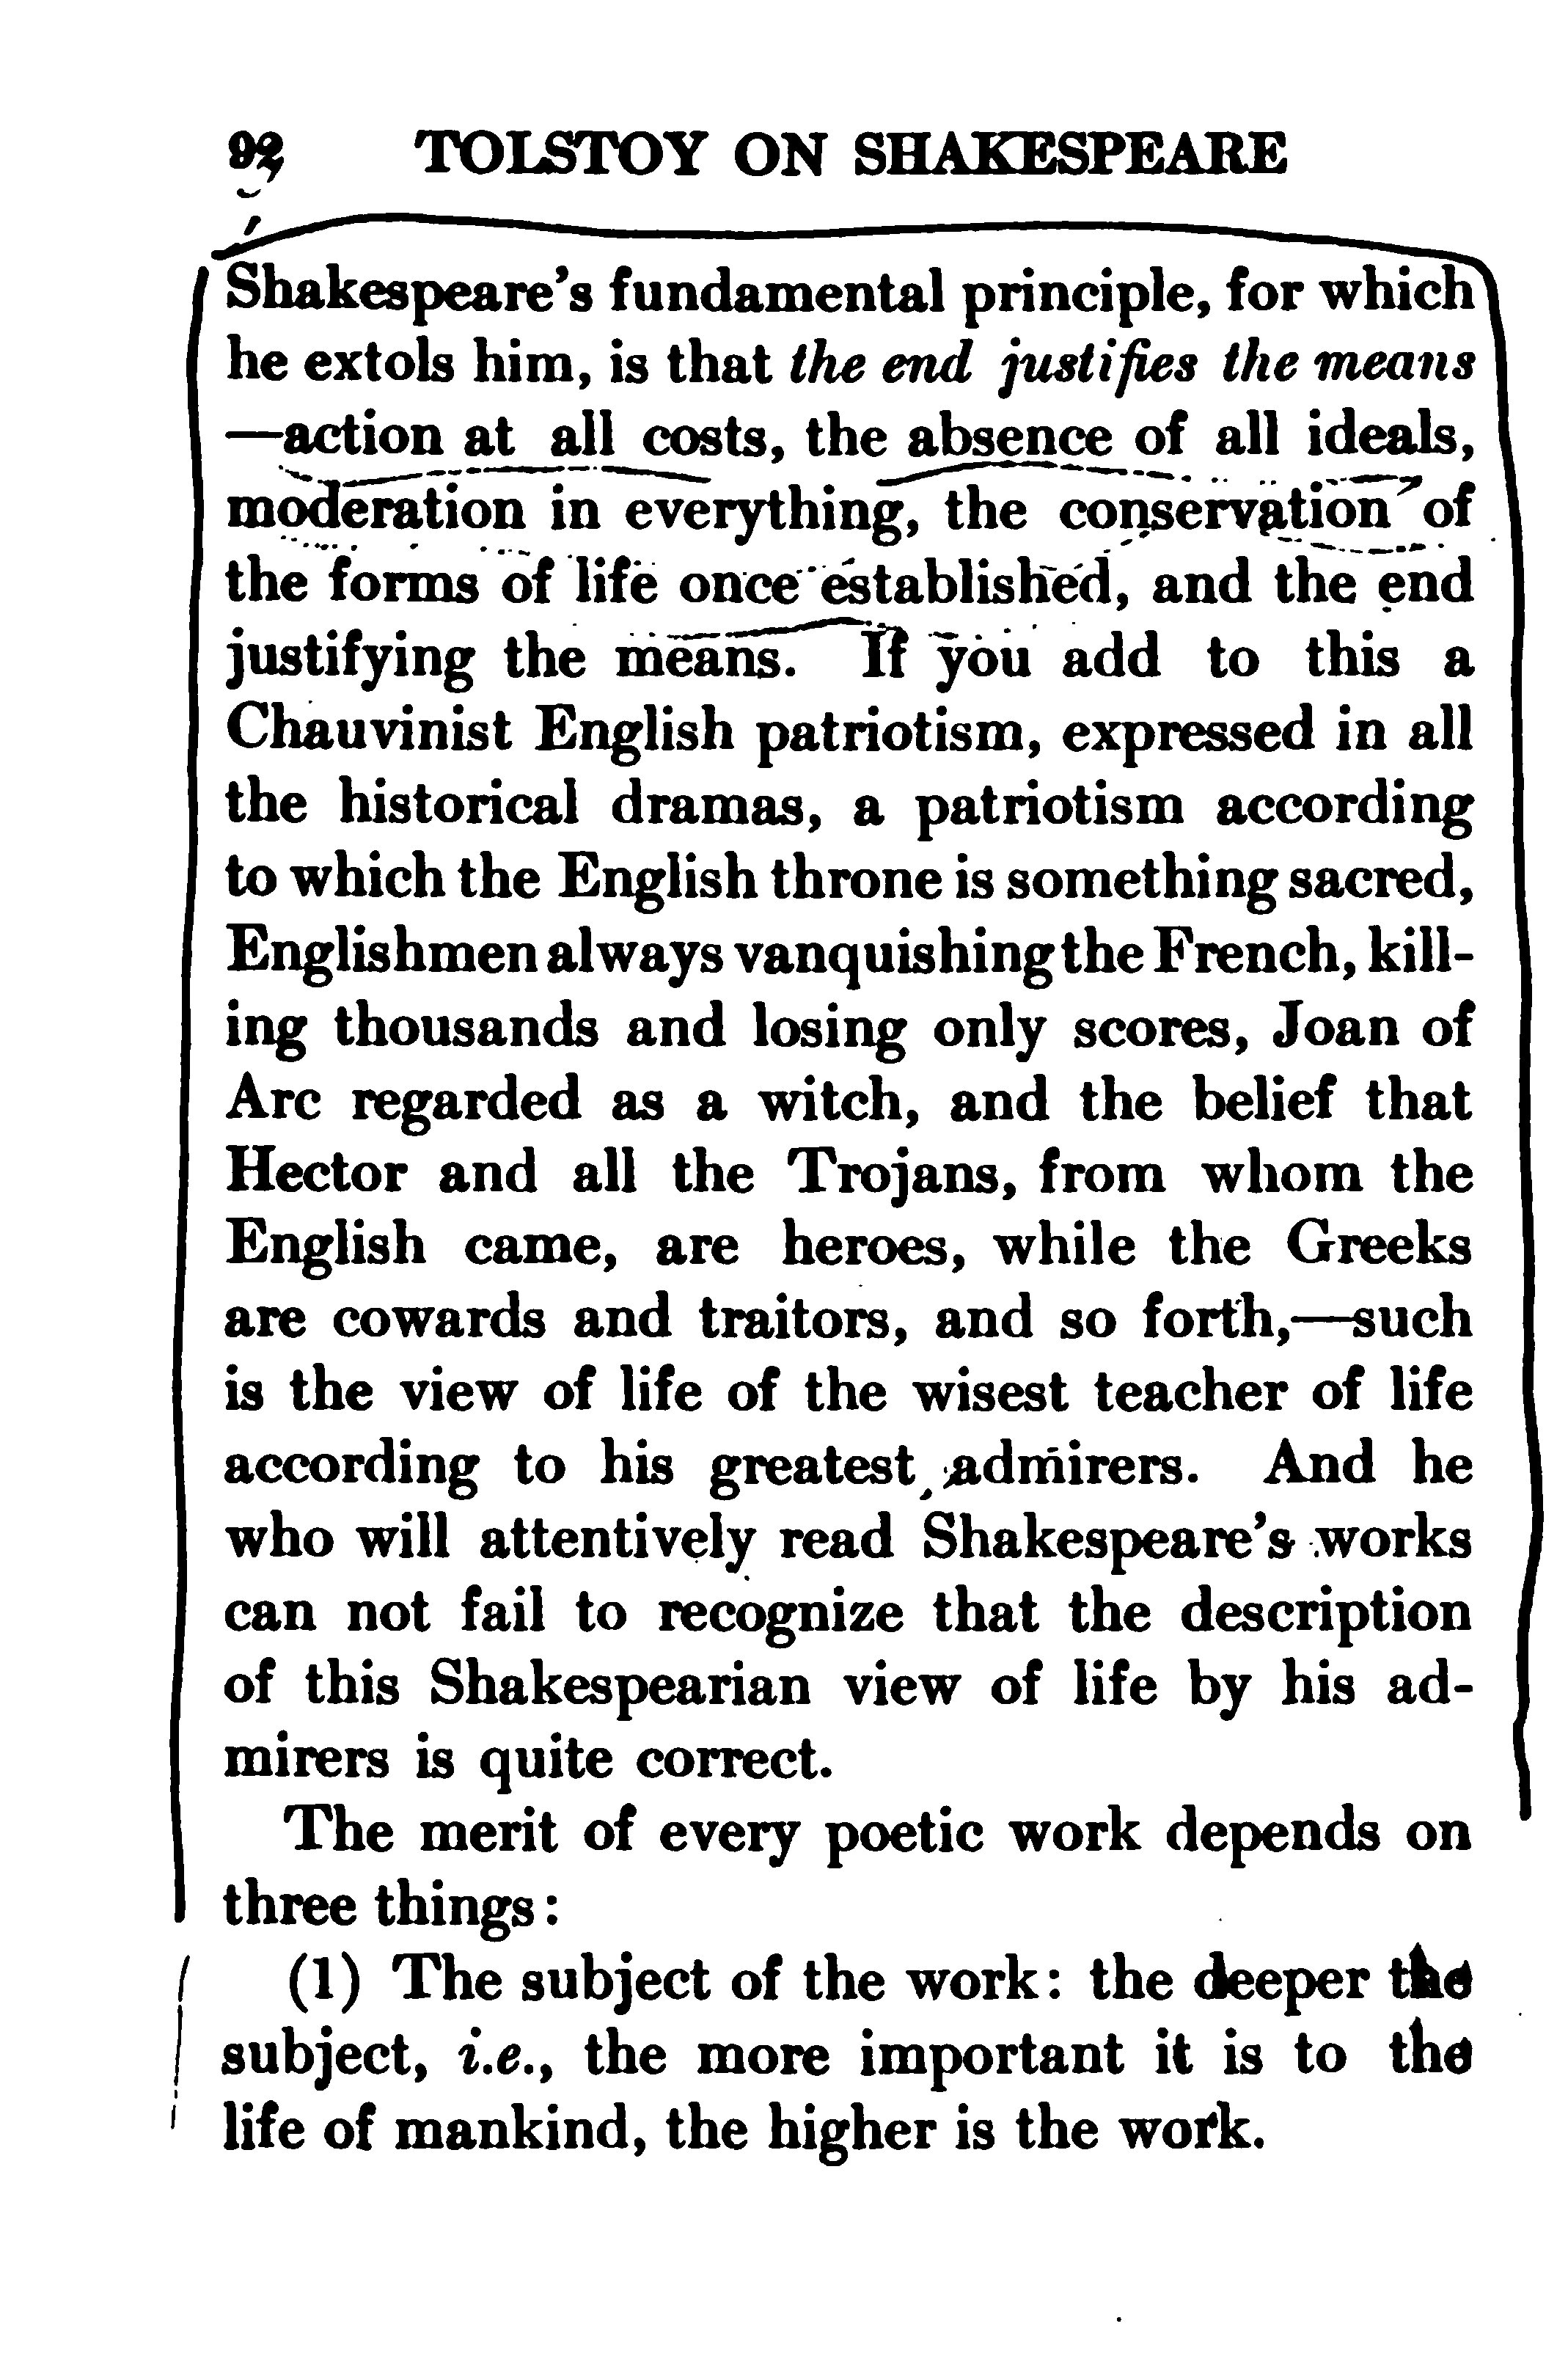 92 TOLSTOY ON SHAKESPEARE
Shakespeare's fundamental principle, for which
he extols him, is that the end justifies the means
—action at all costs, the absence of all ideals,
moderation in everything, the conservation of
the forms of life once established, and the end
justifying the means. If you add to this a
Chauvinist English patriotism, expressed in all
the historical dramas, a patriotism according
to which the English throne is something sacred,
Englishmen always vanquishing the French, kill-
ing thousands and losing only scores, Joan of
Arc regarded as a witch, and the belief that
Hector and all the Trojans, from whom the
English came, are heroes, while the Greeks
are cowards and traitors, and so forth,—such
is the view of life of the wisest teacher of life
according to his greatest admirers. And he
who will attentively read Shakespeare's works
can not fail to recognize that the description
of this Shakespearian view of life by his ad-
mirers is quite correct.
The merit of every poetic work depends on
three things:
(1) The subject of the work: the deeper the
subject, i.e., the more important it is to the
life of mankind, the higher is the work.